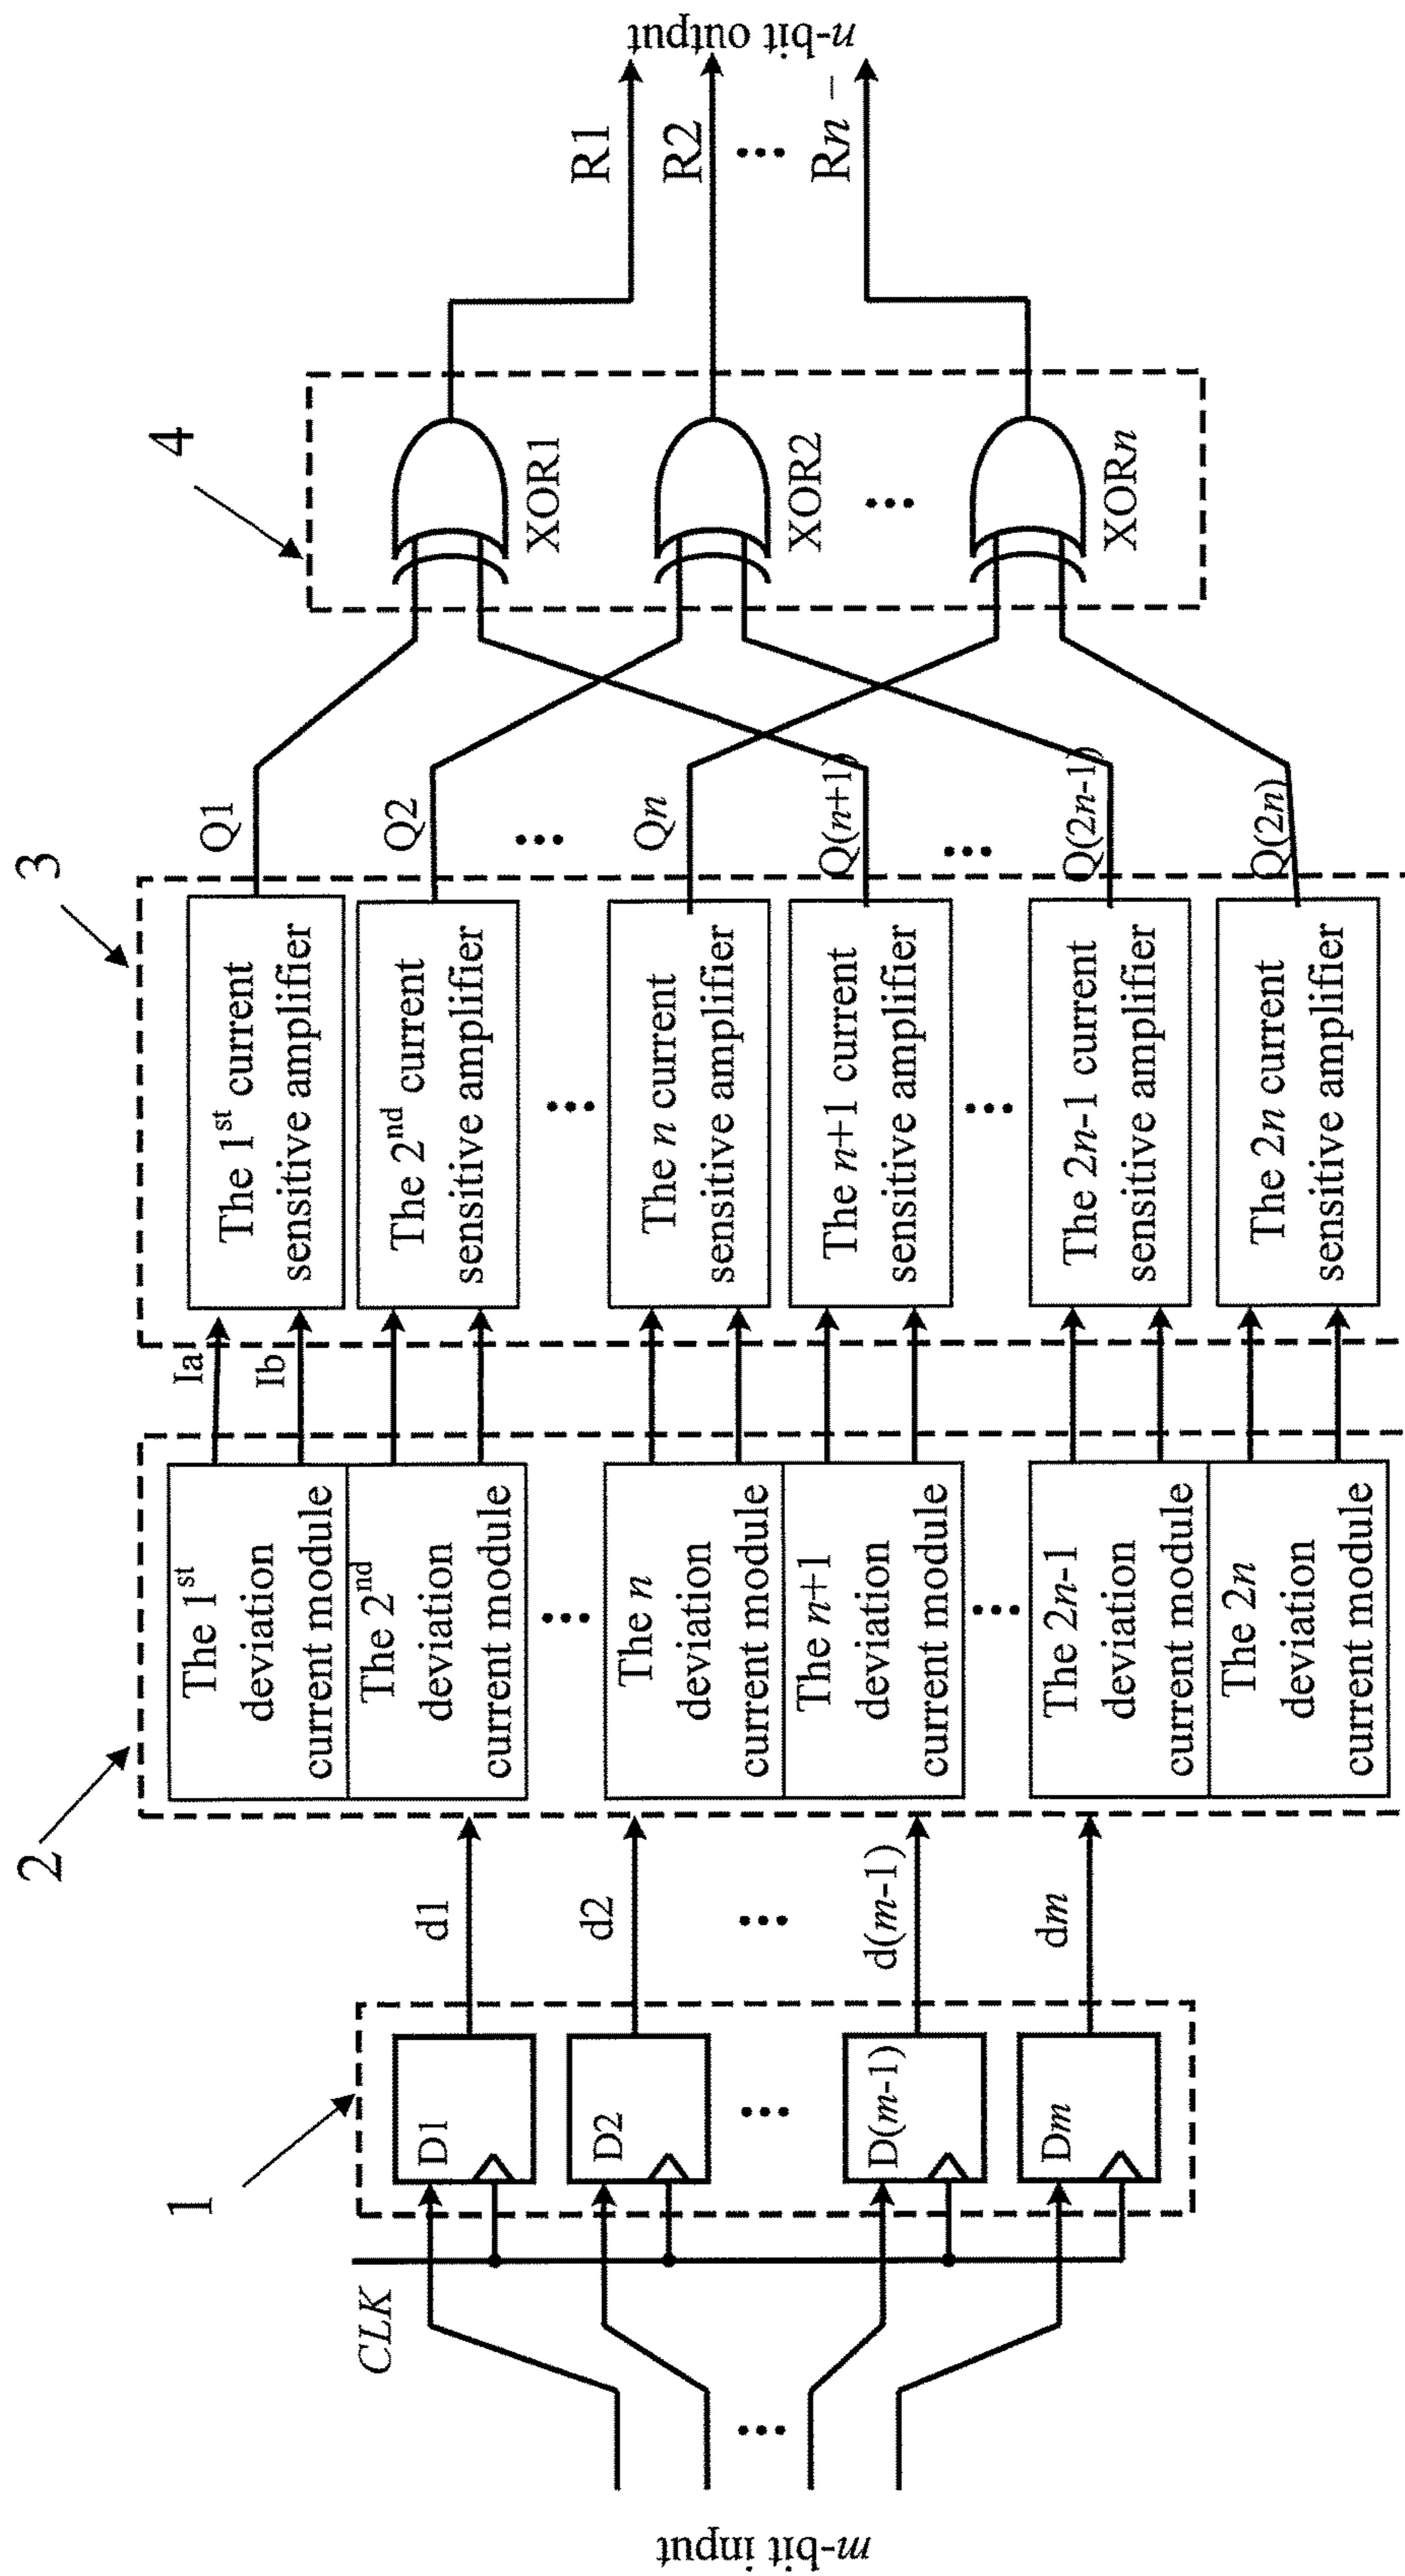 m-bit input
CLK
1
D1
D2
...
D(m-1)
Dm
d1
d2
...
d(m-1)
dm
2
The 1st
deviation
current module
The 2nd
deviation
current module
...
The n
deviation
current module
The n+1
deviation
current module
...
The 2n-1
deviation
current module
The 2n
deviation
current module
Ia
Ib
3
The 1st current
sensitive amplifier
The 2nd current
sensitive amplifier
...
The n current
sensitive amplifier
The n+1 current
sensitive amplifier
...
The 2n-1 current
sensitive amplifier
The 2n current
sensitive amplifier
Q1
Q2
...
Qn
Q(n+1)
...
Q(2n-1)
Q(2n)
4
XOR1
XOR2
...
XORn
R1
R2
...
Rn –
n-bit output